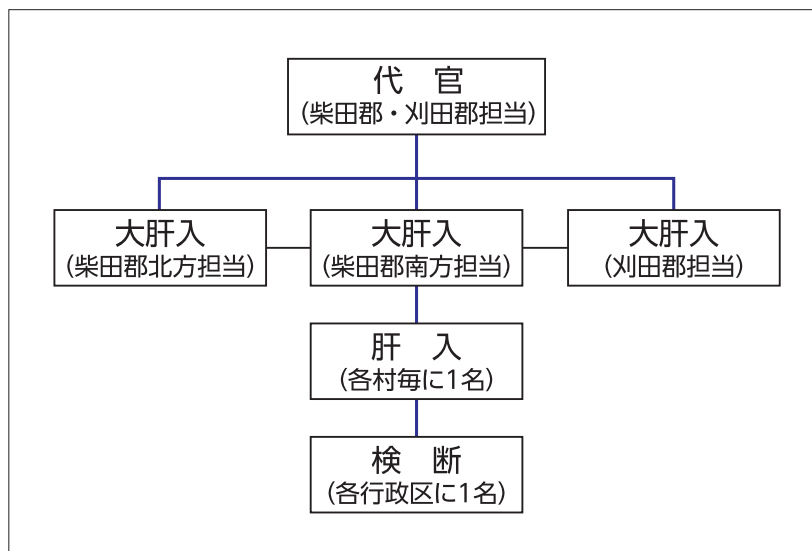 代　官
（柴田郡・刈田郡担当）
大肝入
（柴田郡北方担当）
大肝入
（柴田郡南方担当）
大肝入
（刈田郡担当）
肝　入
（各村毎に1名）
検　断
（各行政区に1名）